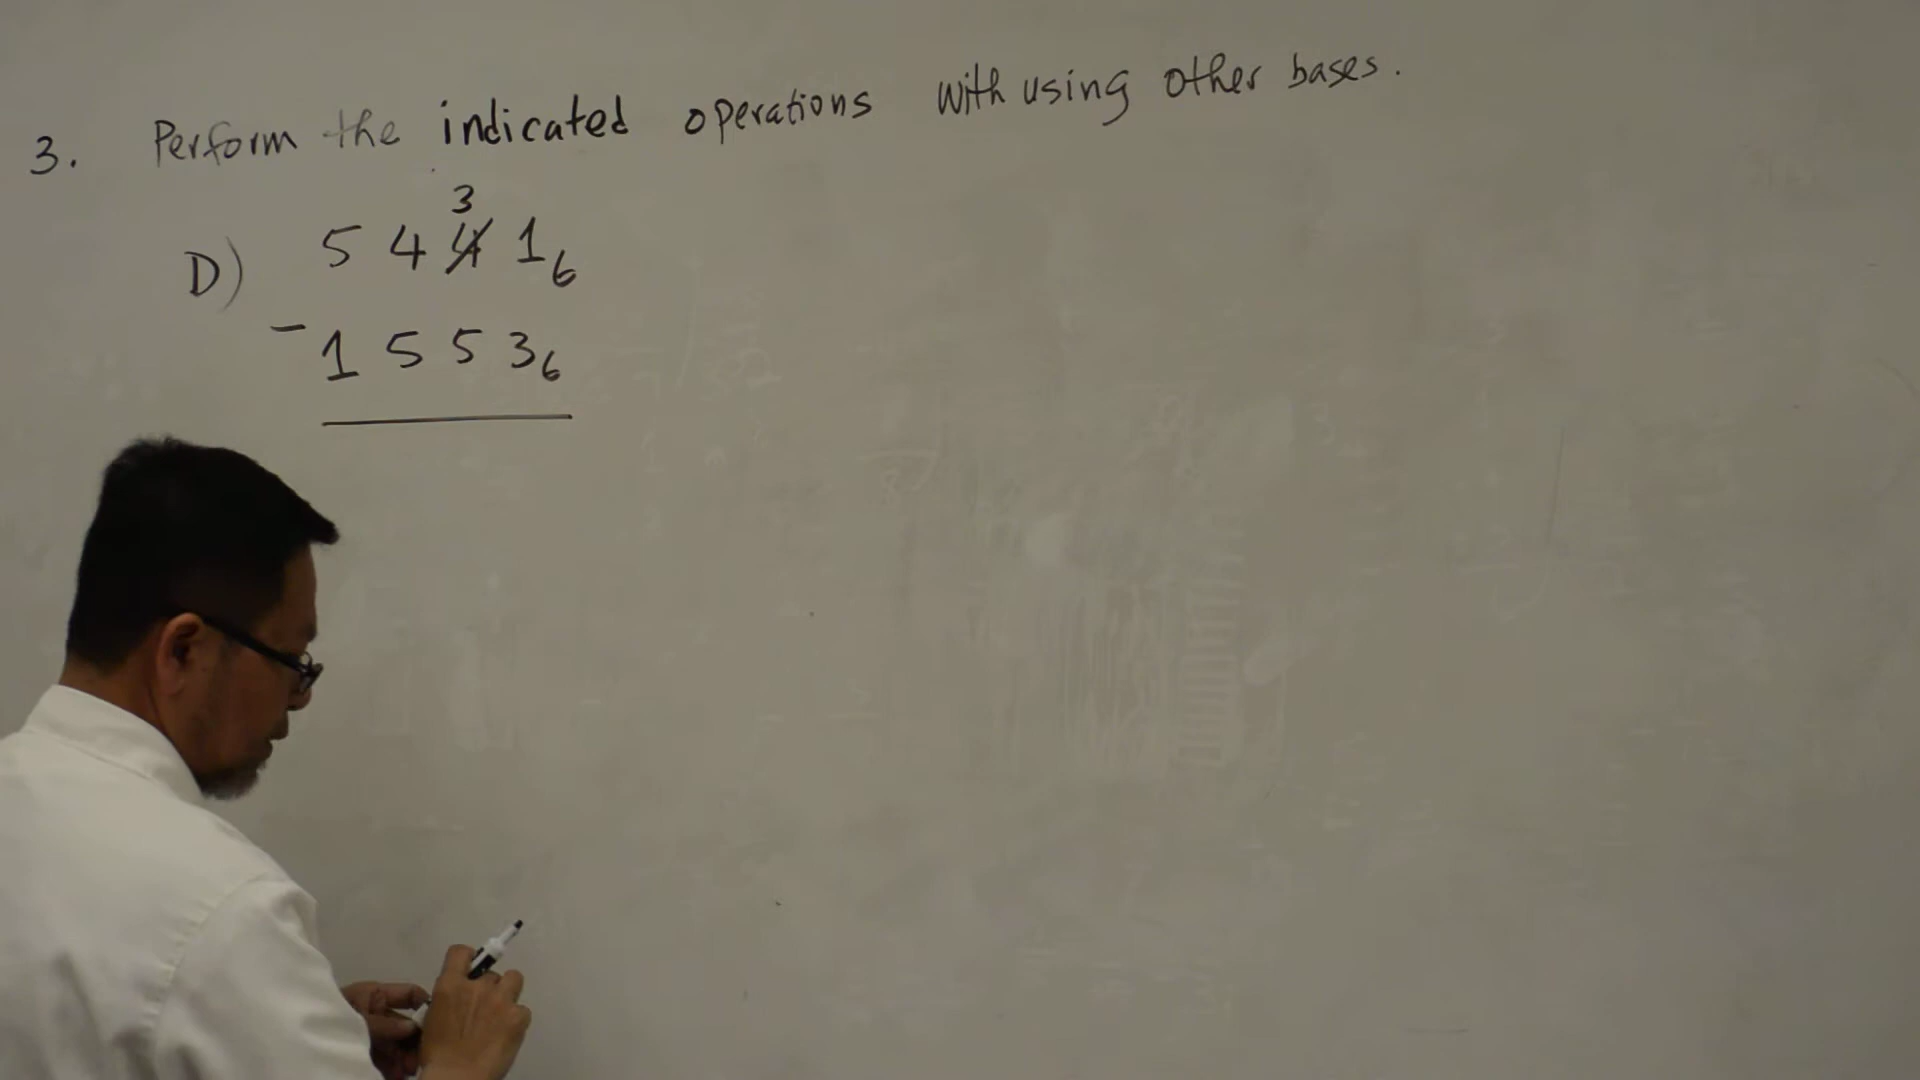 3. Perform the indicated operations with using other bases.
3
D) 5 4 4 1₆
- 1 5 5 3₆